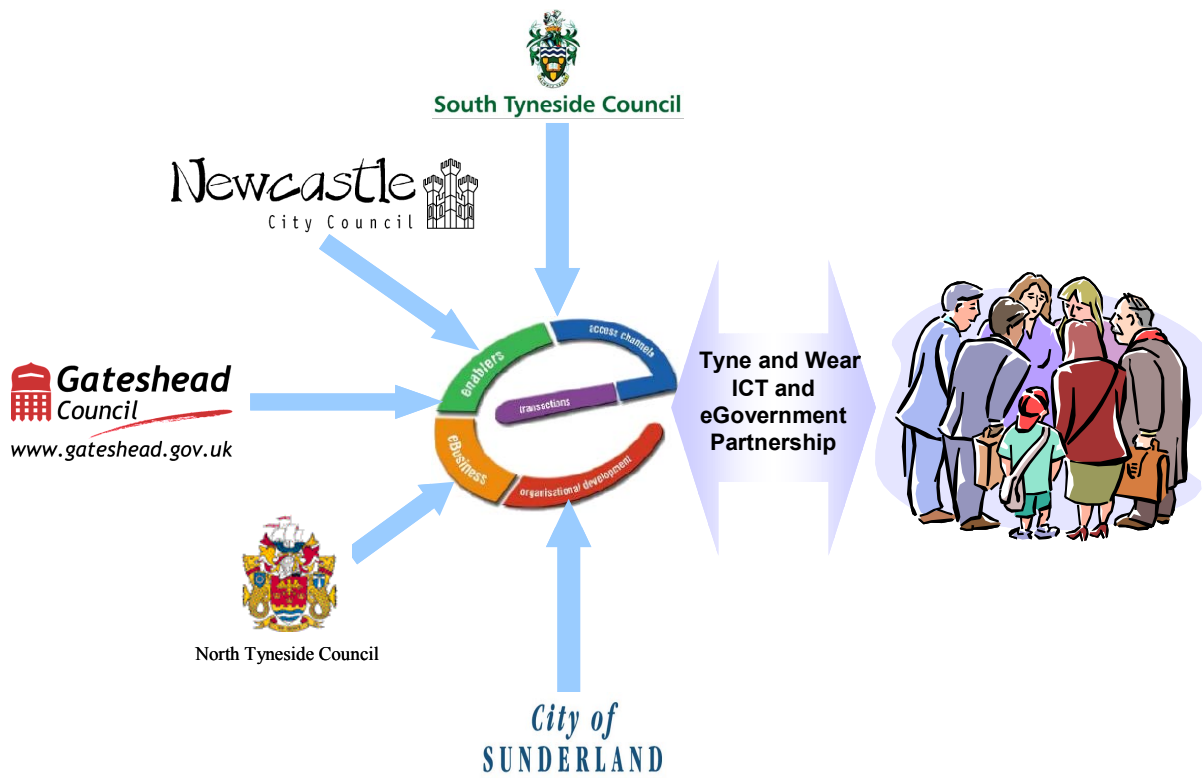 South Tyneside Council
Newcastle
City Council
Gateshead
Council
www.gateshead.gov.uk
enablers
access channels
transactions
eBusiness
organisational development
Tyne and Wear
ICT and
eGovernment
Partnership
North Tyneside Council
City of
SUNDERLAND